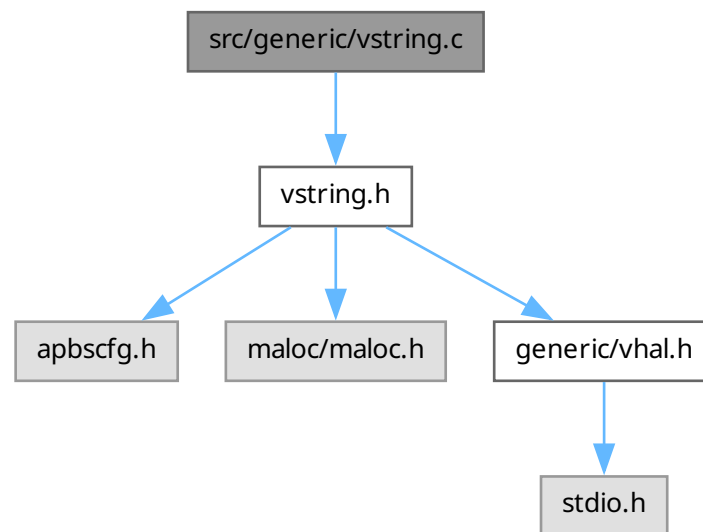 src/generic/vstring.c
vstring.h
apbscfg.h
maloc/maloc.h
generic/vhal.h
stdio.h